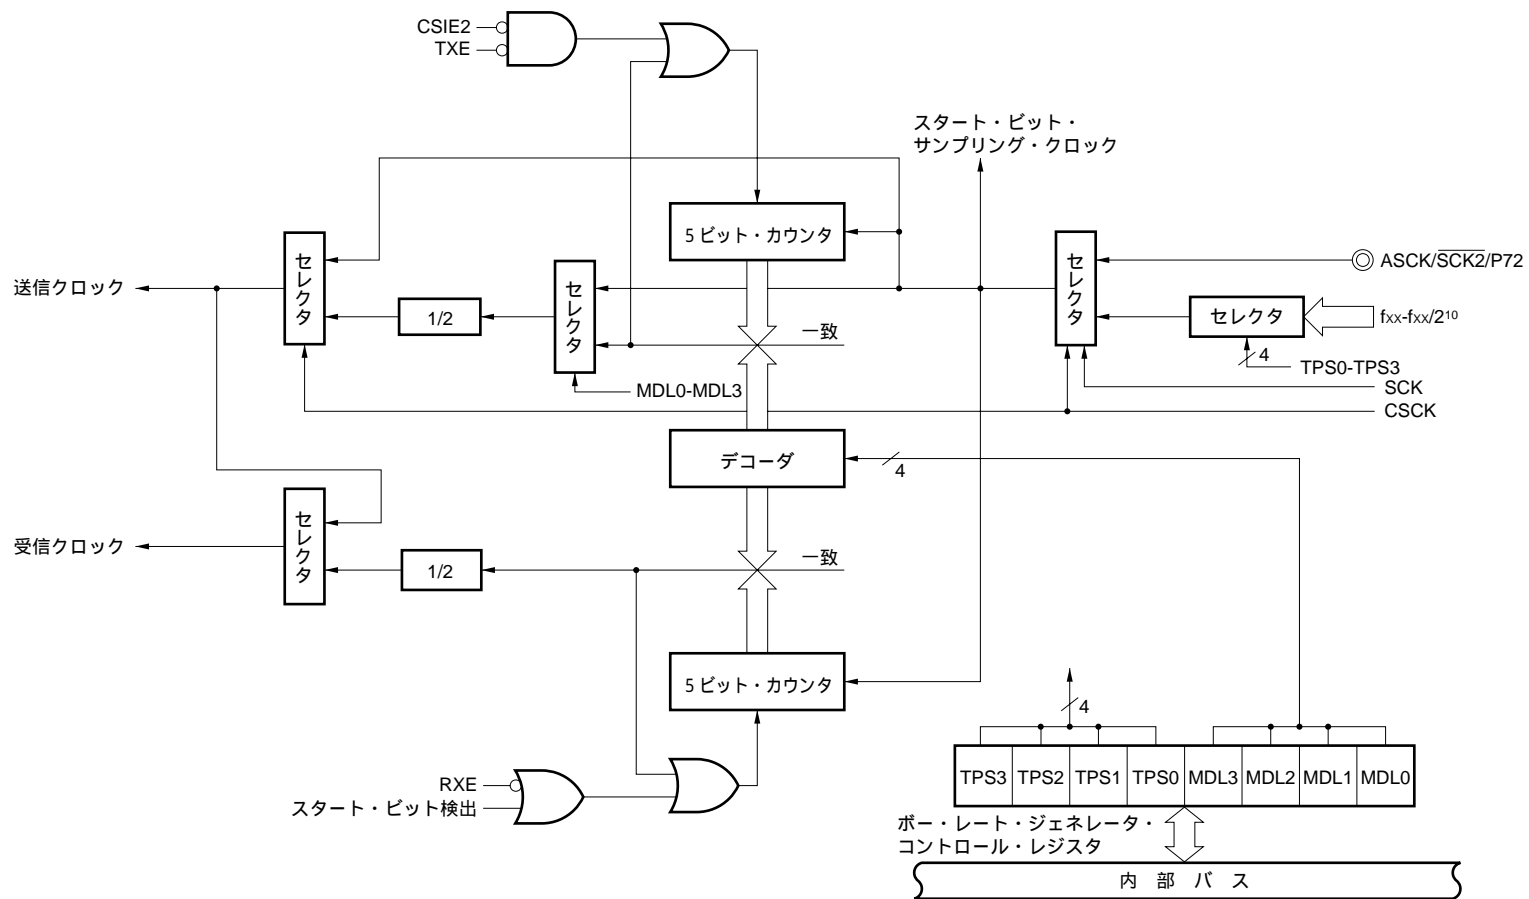 CSIE2
TXE
スタート・ビット・
サンプリング・クロック
5 ビット・カウンタ
セレクタ
セレクタ
セレクタ
ASCK/S̅C̅K̅2̅/P72
送信クロック
1/2
セレクタ
fxx-fxx/2¹⁰
一致
4
TPS0-TPS3
MDL0-MDL3
SCK
CSCK
デコーダ
4
セレクタ
受信クロック
1/2
一致
5 ビット・カウンタ
4
RXE
スタート・ビット検出
TPS3 TPS2 TPS1 TPS0 MDL3 MDL2 MDL1 MDL0
ボー・レート・ジェネレータ・
コントロール・レジスタ
内 部 バ ス